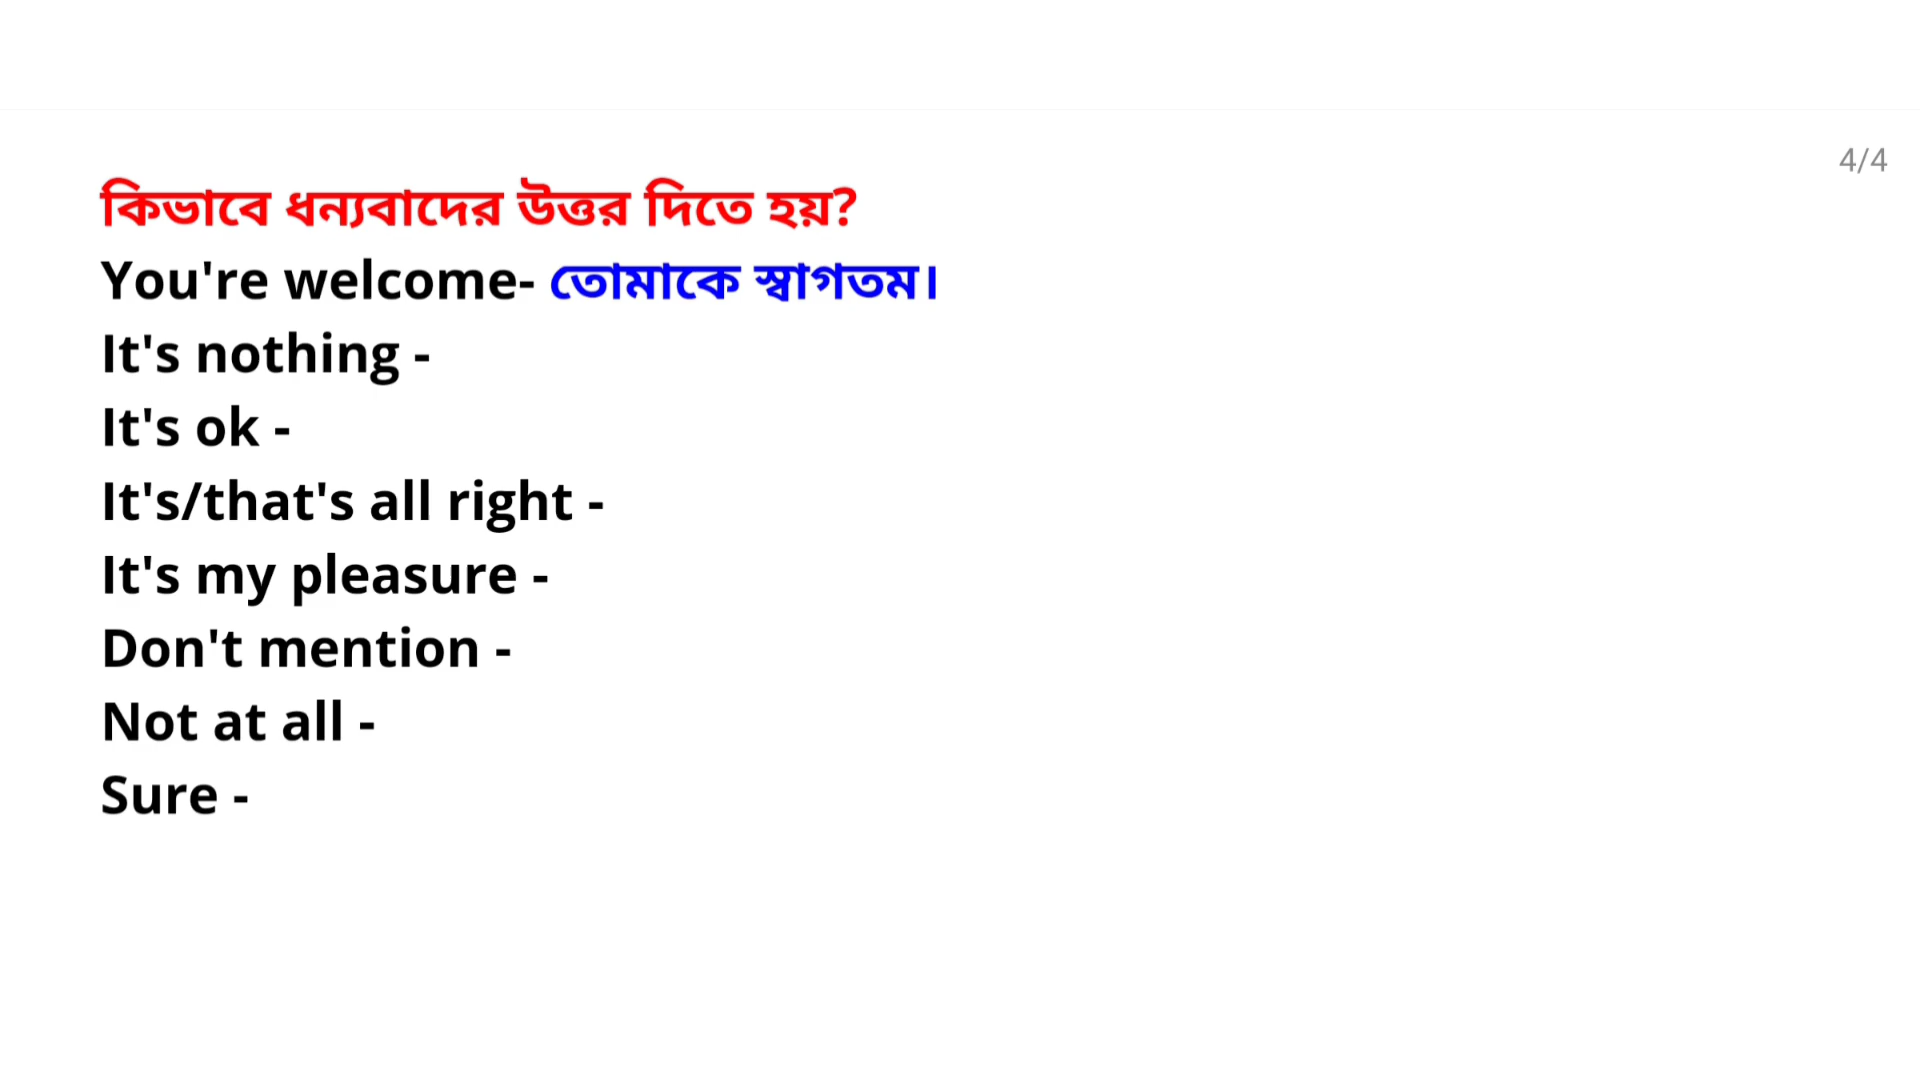 4/4
কিভাবে ধন্যবাদের উত্তর দিতে হয়?
You're welcome- তোমাকে স্বাগতম।
It's nothing -
It's ok -
It's/that's all right -
It's my pleasure -
Don't mention -
Not at all -
Sure -